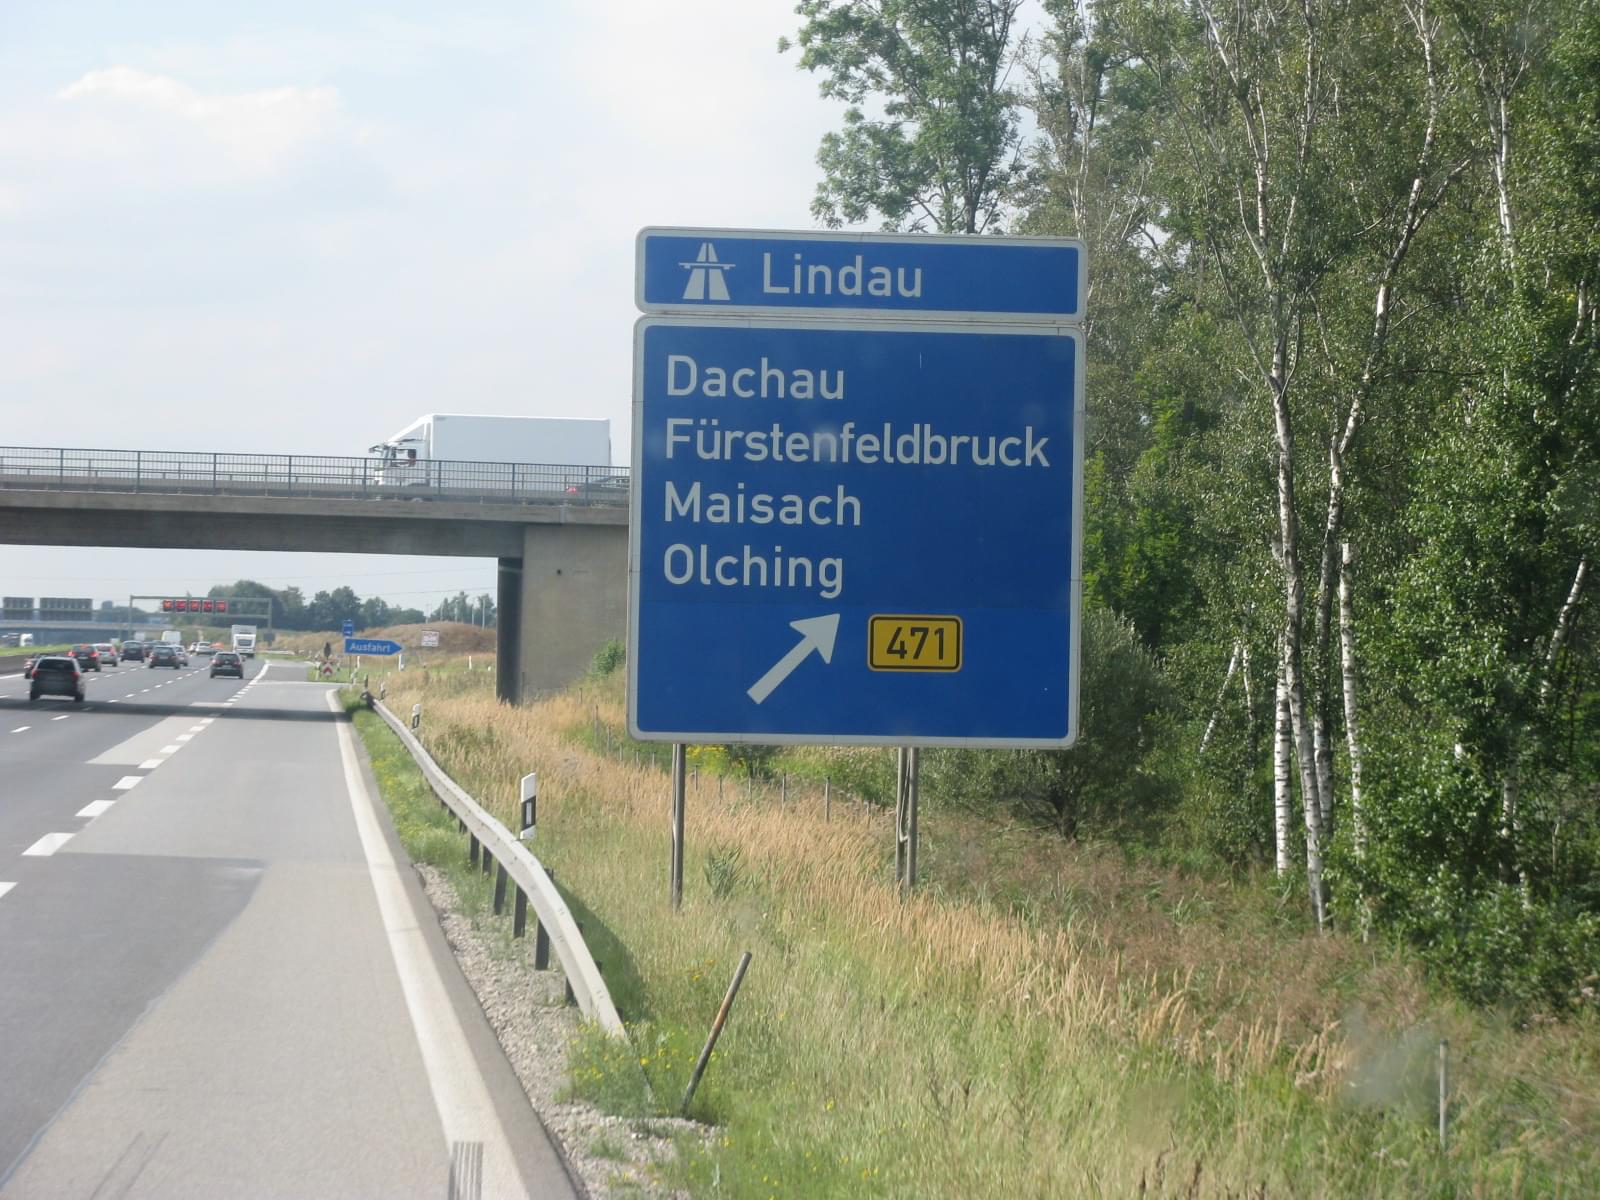 Lindau
Dachau
Fürstenfeldbruck
Maisach
Olching
471
Ausfahrt